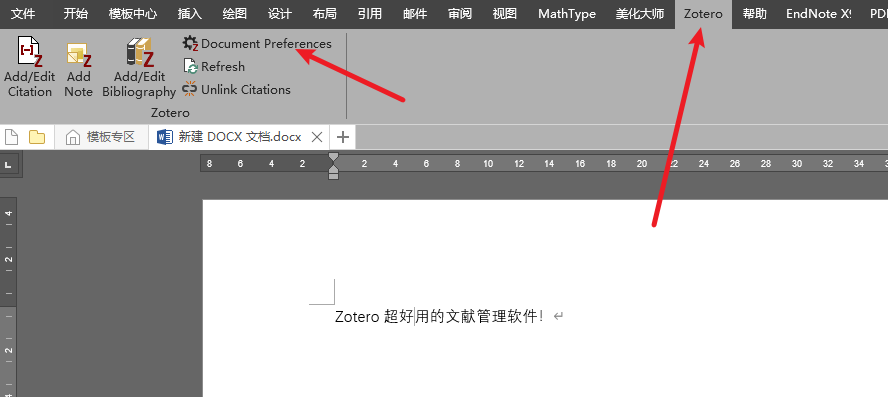 文件 开始 模板中心 插入 绘图 设计 布局 引用 邮件 审阅 视图 MathType 美化大师 Zotero 帮助 EndNote X9 PD
Document Preferences
Refresh
Unlink Citations
Add/Edit Citation
Add Note
Add/Edit Bibliography
Zotero
模板专区 新建 DOCX 文档.docx
8 6 4 2 2 4 6 8 10 12 14 16 18 20 22 24 26 28 30 32 34
4
2
2
Zotero 超好用的文献管理软件！